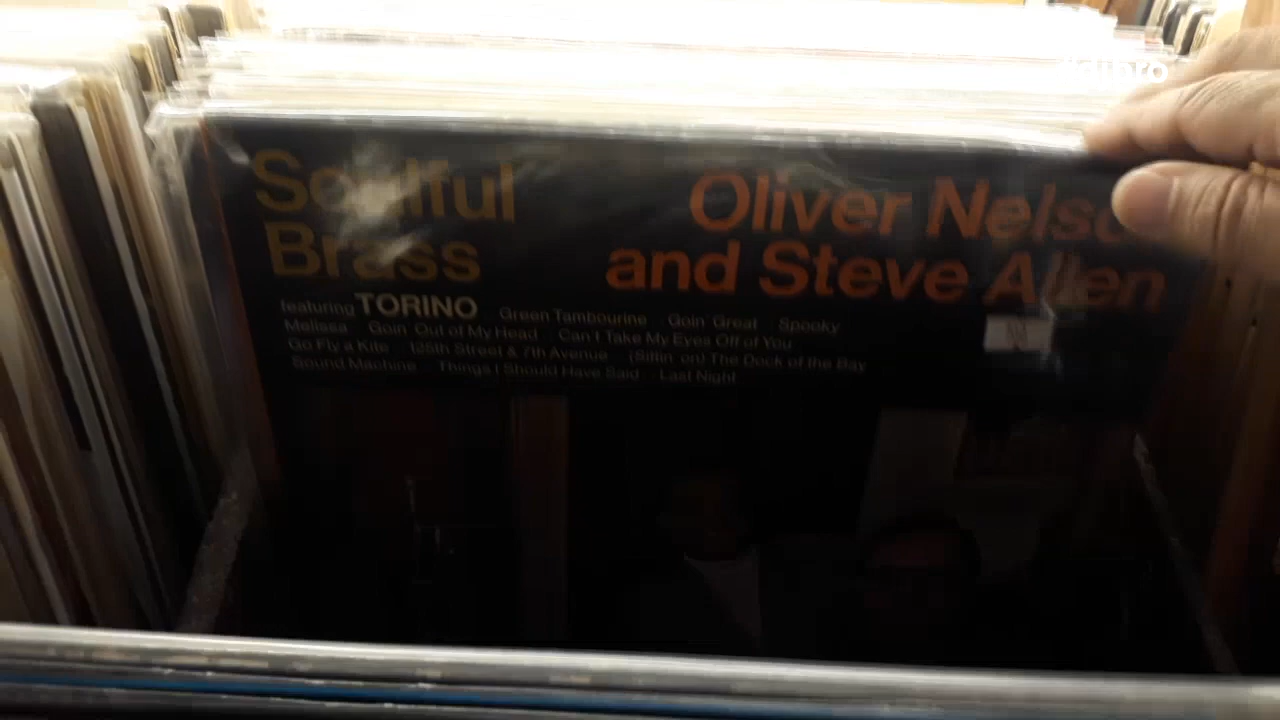 Soulful
Brass
Oliver Nelso
and Steve Allen
featuring TORINO Green Tambourine Goin' Great Spooky
Melissa Goin' Out of My Head Can't Take My Eyes Off of You
Go Fly a Kite 125th Street & 7th Avenue (Sittin' on) The Dock of the Bay
Sound Machine Things I Should Have Said Last Night